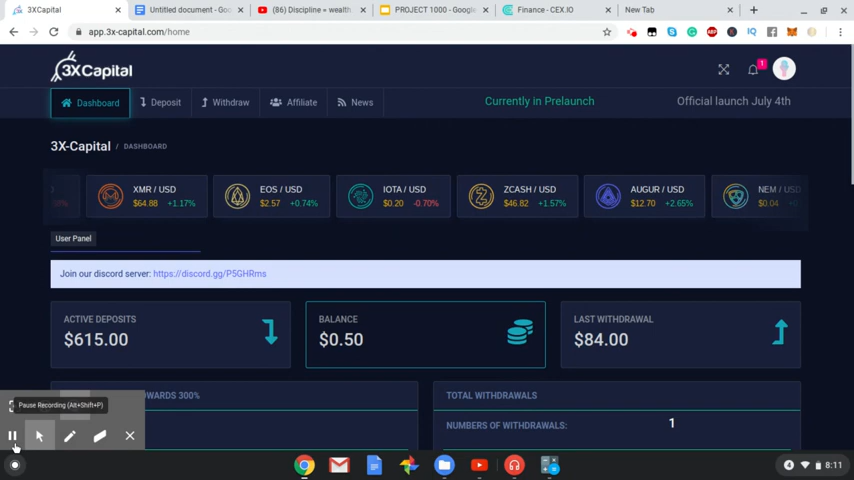 3XCapital
Untitled document - Goo
(86) Discipline = wealth
PROJECT 1000 - Google
Finance - CEX.IO
New Tab
app.3x-capital.com/home
ABP
IQ
3XCapital
1
Dashboard
Deposit
Withdraw
Affiliate
News
Currently in Prelaunch
Official launch July 4th
3X-Capital / DASHBOARD
XMR / USD
$64.88 +1.17%
EOS / USD
$2.57 +0.74%
IOTA / USD
$0.20 -0.70%
ZCASH / USD
$46.82 +1.57%
AUGUR / USD
$12.70 +2.65%
NEM / USD
$0.04
User Panel
Join our discord server: https://discord.gg/P5GHRms
ACTIVE DEPOSITS
$615.00
BALANCE
$0.50
LAST WITHDRAWAL
$84.00
OWARDS 300%
TOTAL WITHDRAWALS
Pause Recording (Alt+Shift+P)
NUMBERS OF WITHDRAWALS:
1
4
8:11